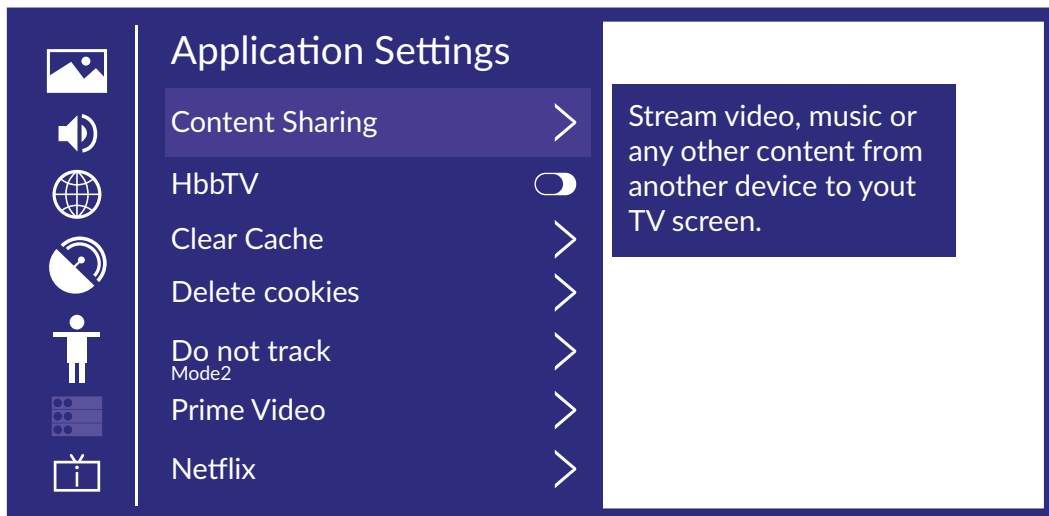 Application Settings
Content Sharing
HbbTV
Clear Cache
Delete cookies
Do not track
Mode2
Prime Video
Netflix
Stream video, music or
any other content from
another device to yout
TV screen.
i